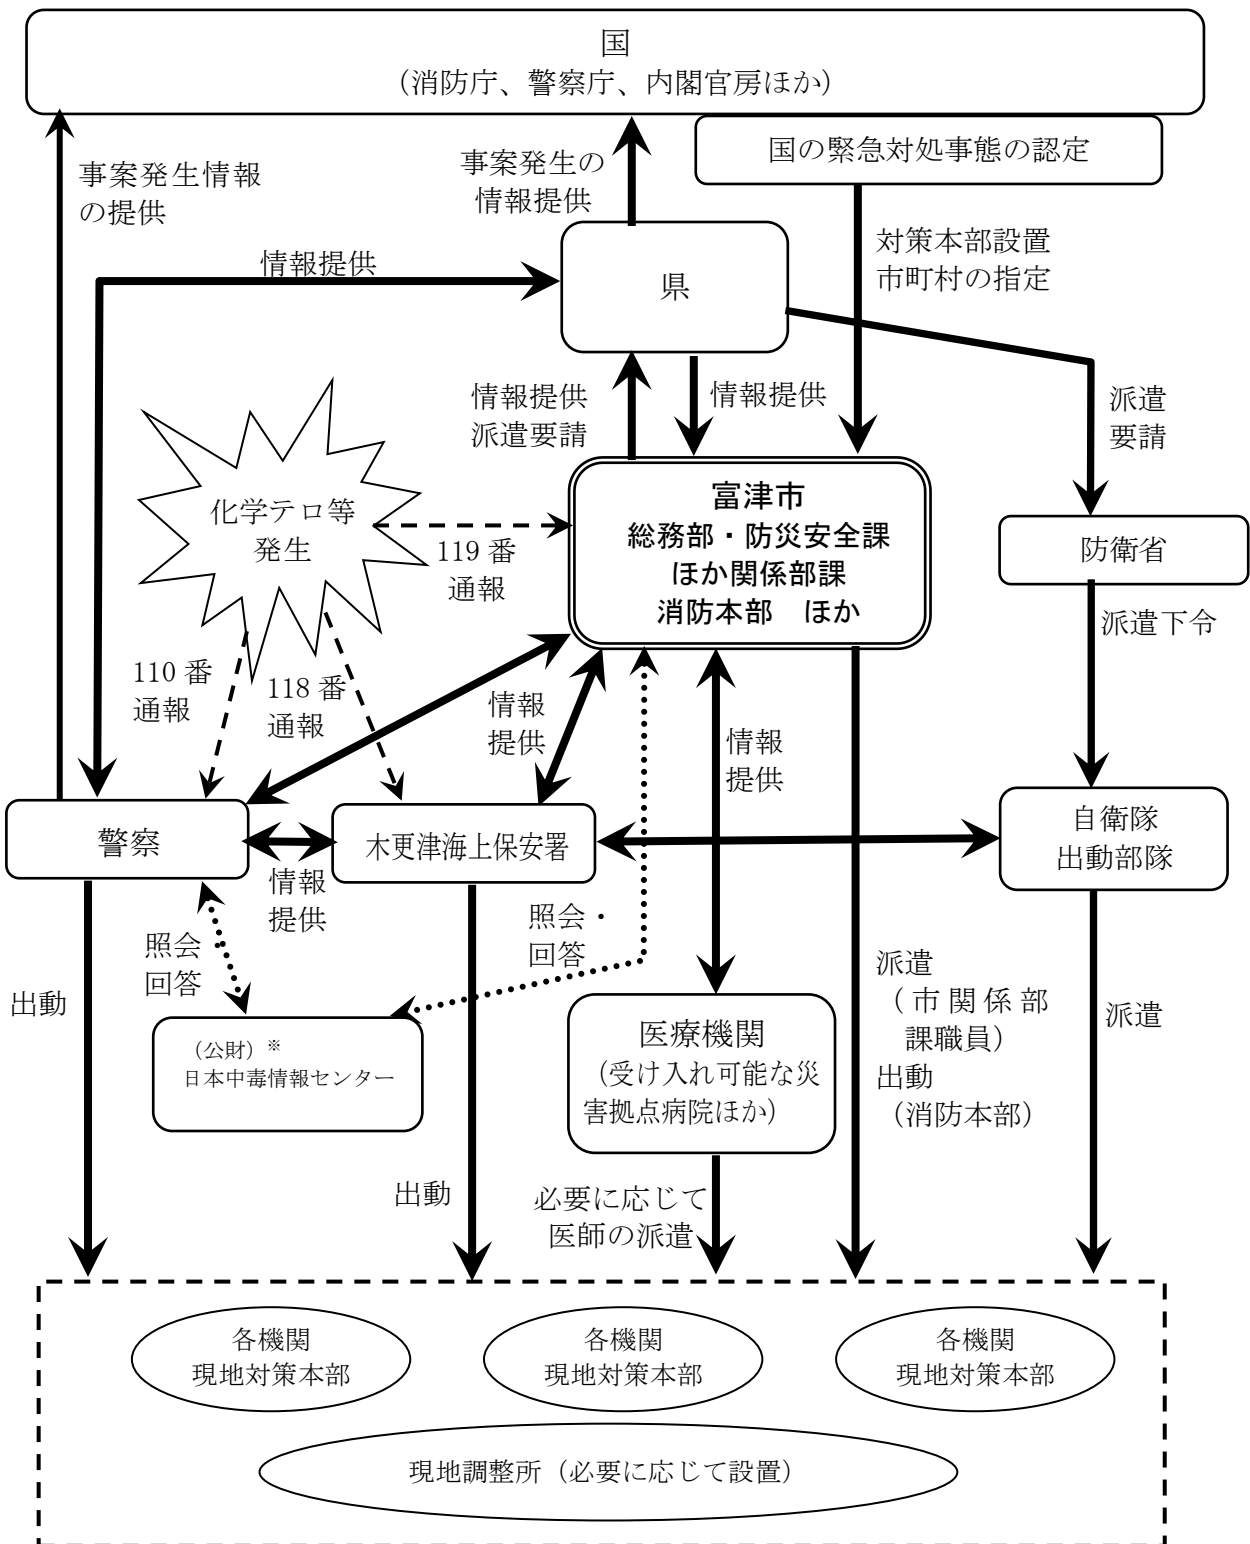 国
（消防庁、警察庁、内閣官房ほか）
国の緊急対処事態の認定
事案発生情報
の提供
事案発生の
情報提供
対策本部設置
市町村の指定
情報提供
県
情報提供
派遣要請
情報提供
派遣
要請
化学テロ等
発生
119 番
通報
富津市
総務部・防災安全課
ほか関係部課
消防本部　ほか
防衛省
派遣下令
110 番
通報
118 番
通報
情報
提供
情報
提供
警察
木更津海上保安署
自衛隊
出動部隊
情報
提供
照会・
回答
照会・
回答
出動
（公財）※
日本中毒情報センター
医療機関
（受け入れ可能な災
害拠点病院ほか）
派遣
（市関係部
課職員）
出動
（消防本部）
派遣
出動
必要に応じて
医師の派遣
各機関
現地対策本部
各機関
現地対策本部
各機関
現地対策本部
現地調整所（必要に応じて設置）